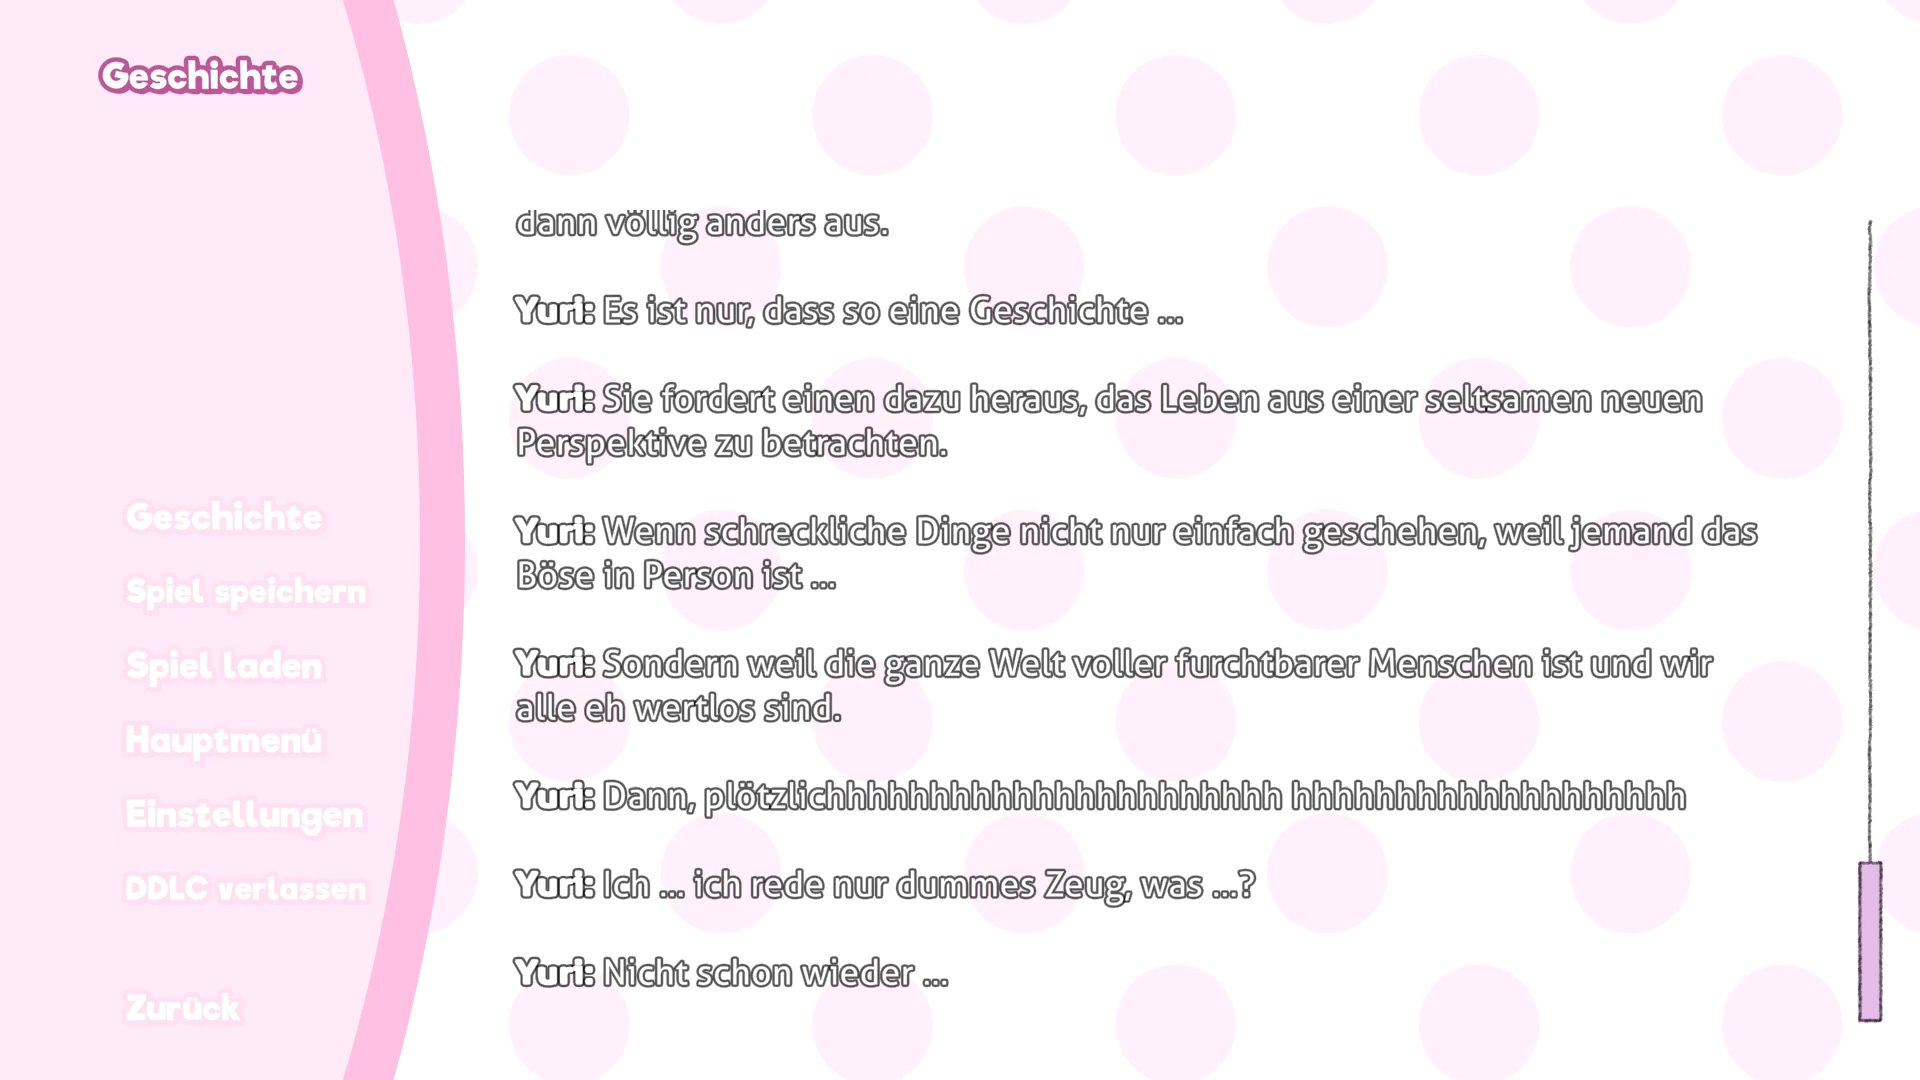 Geschichte
dann völlig anders aus.
Yuri: Es ist nur, dass so eine Geschichte ...
Yuri: Sie fordert einen dazu heraus, das Leben aus einer seltsamen neuen
Perspektive zu betrachten.
Yuri: Wenn schreckliche Dinge nicht nur einfach geschehen, weil jemand das
Böse in Person ist ...
Yuri: Sondern weil die ganze Welt voller furchtbarer Menschen ist und wir
alle eh wertlos sind.
Yuri: Dann, plötzlichhhhhhhhhhhhhhhhhhhhhhh hhhhhhhhhhhhhhhhhhh
Yuri: Ich ... ich rede nur dummes Zeug, was ...?
Yuri: Nicht schon wieder ...
Geschichte
Spiel speichern
Spiel laden
Hauptmenü
Einstellungen
DDLC verlassen
Zurück